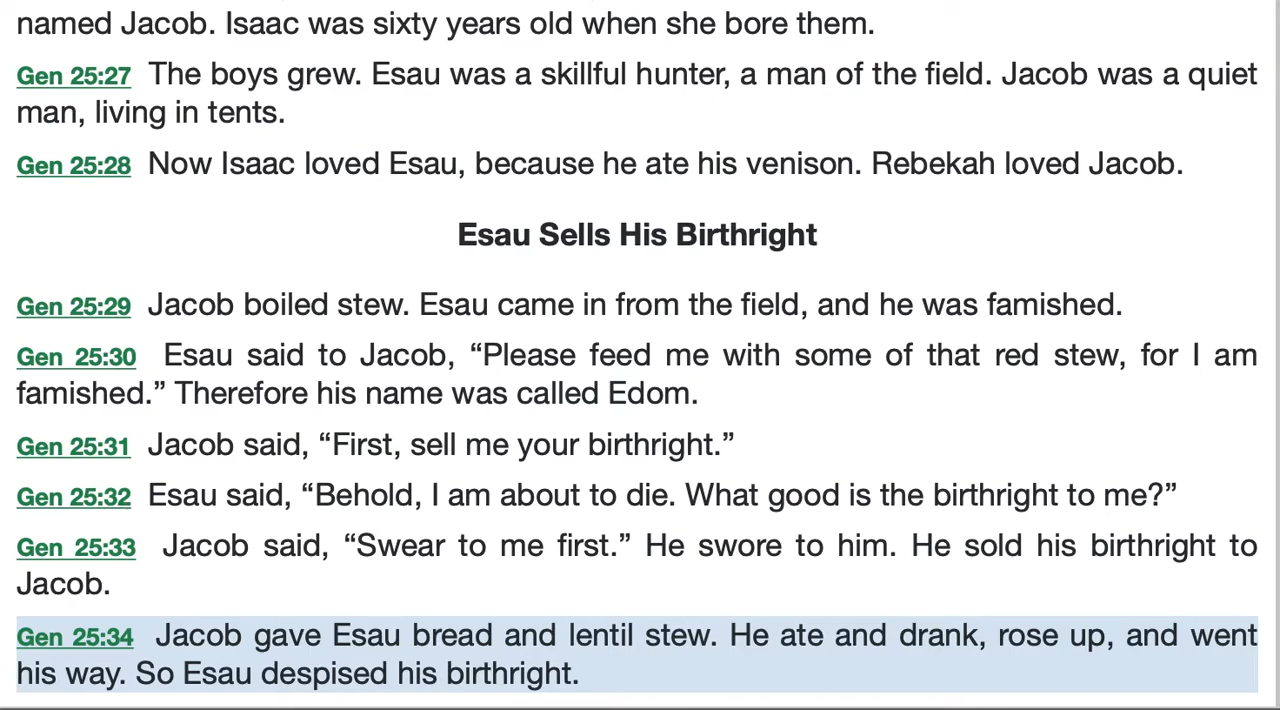 named Jacob. Isaac was sixty years old when she bore them.
Gen 25:27 The boys grew. Esau was a skillful hunter, a man of the field. Jacob was a quiet
man, living in tents.
Gen 25:28 Now Isaac loved Esau, because he ate his venison. Rebekah loved Jacob.
Esau Sells His Birthright
Gen 25:29 Jacob boiled stew. Esau came in from the field, and he was famished.
Gen 25:30 Esau said to Jacob, “Please feed me with some of that red stew, for I am
famished.” Therefore his name was called Edom.
Gen 25:31 Jacob said, “First, sell me your birthright.”
Gen 25:32 Esau said, “Behold, I am about to die. What good is the birthright to me?”
Gen 25:33 Jacob said, “Swear to me first.” He swore to him. He sold his birthright to
Jacob.
Gen 25:34 Jacob gave Esau bread and lentil stew. He ate and drank, rose up, and went
his way. So Esau despised his birthright.